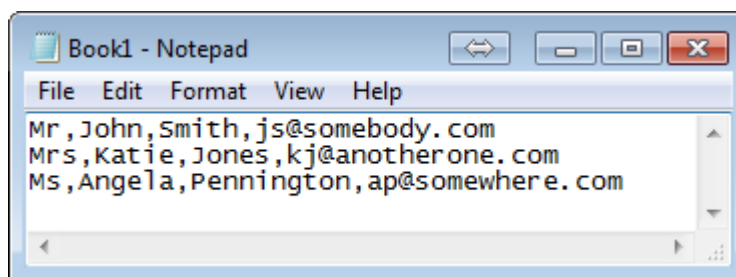 Book1 - Notepad
File Edit Format View Help
Mr,John,Smith,js@somebody.com
Mrs,Katie,Jones,kj@anotherone.com
Ms,Angela,Pennington,ap@somewhere.com